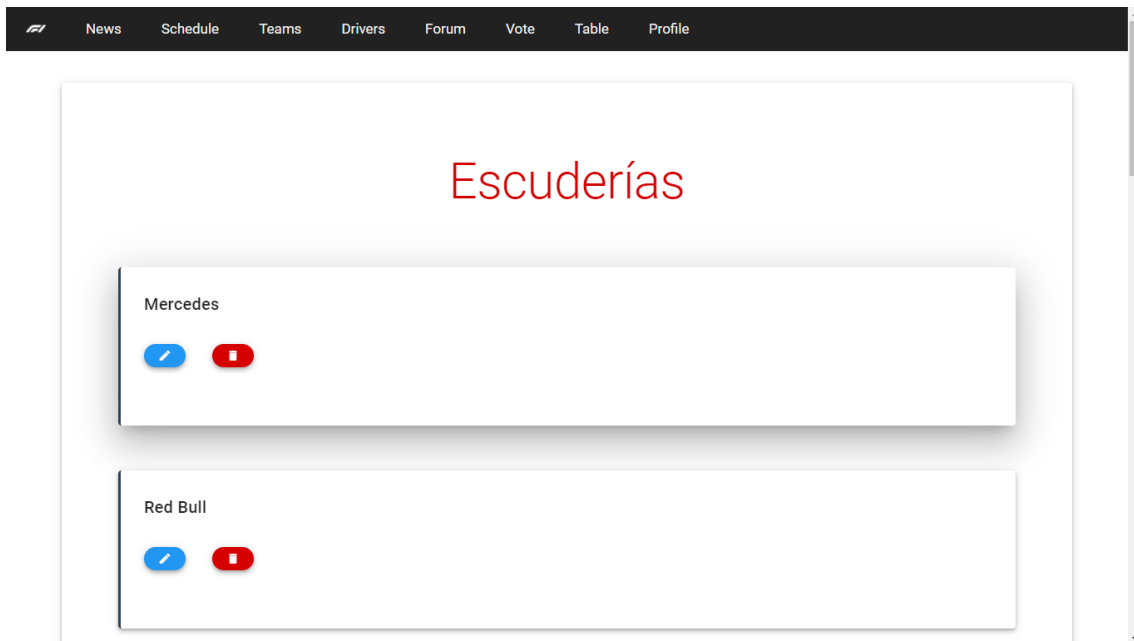 News Schedule Teams Drivers Forum Vote Table Profile
Escuderías
Mercedes
Red Bull